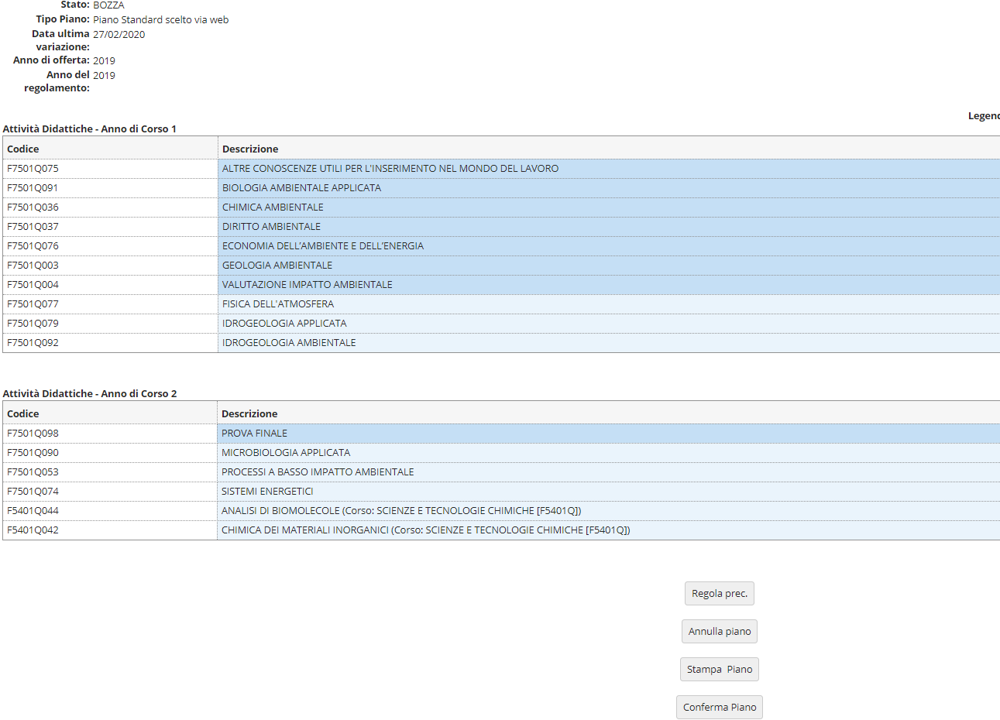 Stato: BOZZA
Tipo Piano: Piano Standard scelto via web
Data ultima variazione: 27/02/2020
Anno di offerta: 2019
Anno del regolamento: 2019
Legend
Attività Didattiche - Anno di Corso 1
Codice Descrizione
F7501Q075 ALTRE CONOSCENZE UTILI PER L'INSERIMENTO NEL MONDO DEL LAVORO
F7501Q091 BIOLOGIA AMBIENTALE APPLICATA
F7501Q036 CHIMICA AMBIENTALE
F7501Q037 DIRITTO AMBIENTALE
F7501Q076 ECONOMIA DELL’AMBIENTE E DELL’ENERGIA
F7501Q003 GEOLOGIA AMBIENTALE
F7501Q004 VALUTAZIONE IMPATTO AMBIENTALE
F7501Q077 FISICA DELL'ATMOSFERA
F7501Q079 IDROGEOLOGIA APPLICATA
F7501Q092 IDROGEOLOGIA AMBIENTALE
Attività Didattiche - Anno di Corso 2
Codice Descrizione
F7501Q098 PROVA FINALE
F7501Q090 MICROBIOLOGIA APPLICATA
F7501Q053 PROCESSI A BASSO IMPATTO AMBIENTALE
F7501Q074 SISTEMI ENERGETICI
F5401Q044 ANALISI DI BIOMOLECOLE (Corso: SCIENZE E TECNOLOGIE CHIMICHE [F5401Q])
F5401Q042 CHIMICA DEI MATERIALI INORGANICI (Corso: SCIENZE E TECNOLOGIE CHIMICHE [F5401Q])
Regola prec.
Annulla piano
Stampa Piano
Conferma Piano